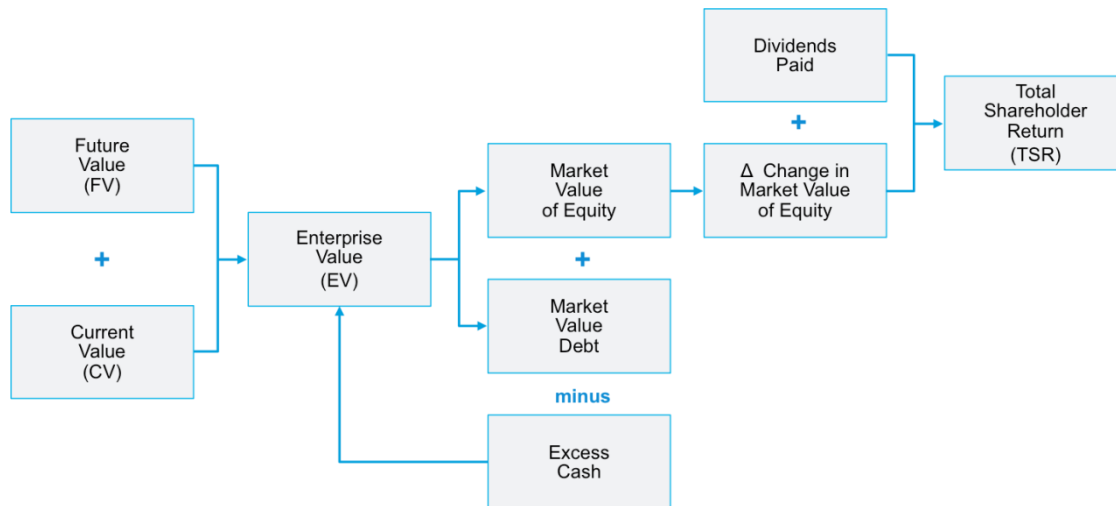 Dividends
Paid
Total
Shareholder
Return
(TSR)
+
Future
Value
(FV)
Market
Value
of Equity
Δ Change in
Market Value
of Equity
Enterprise
Value
(EV)
+
+
Current
Value
(CV)
Market
Value
Debt
minus
Excess
Cash